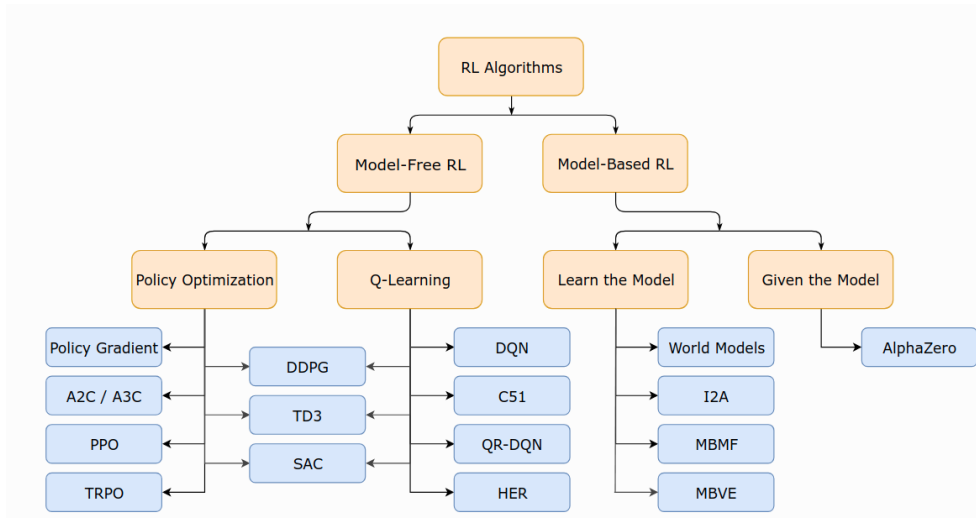 RL Algorithms
Model-Free RL
Model-Based RL
Policy Optimization
Q-Learning
Learn the Model
Given the Model
Policy Gradient
DDPG
DQN
World Models
AlphaZero
A2C / A3C
TD3
C51
I2A
PPO
SAC
QR-DQN
MBMF
TRPO
HER
MBVE